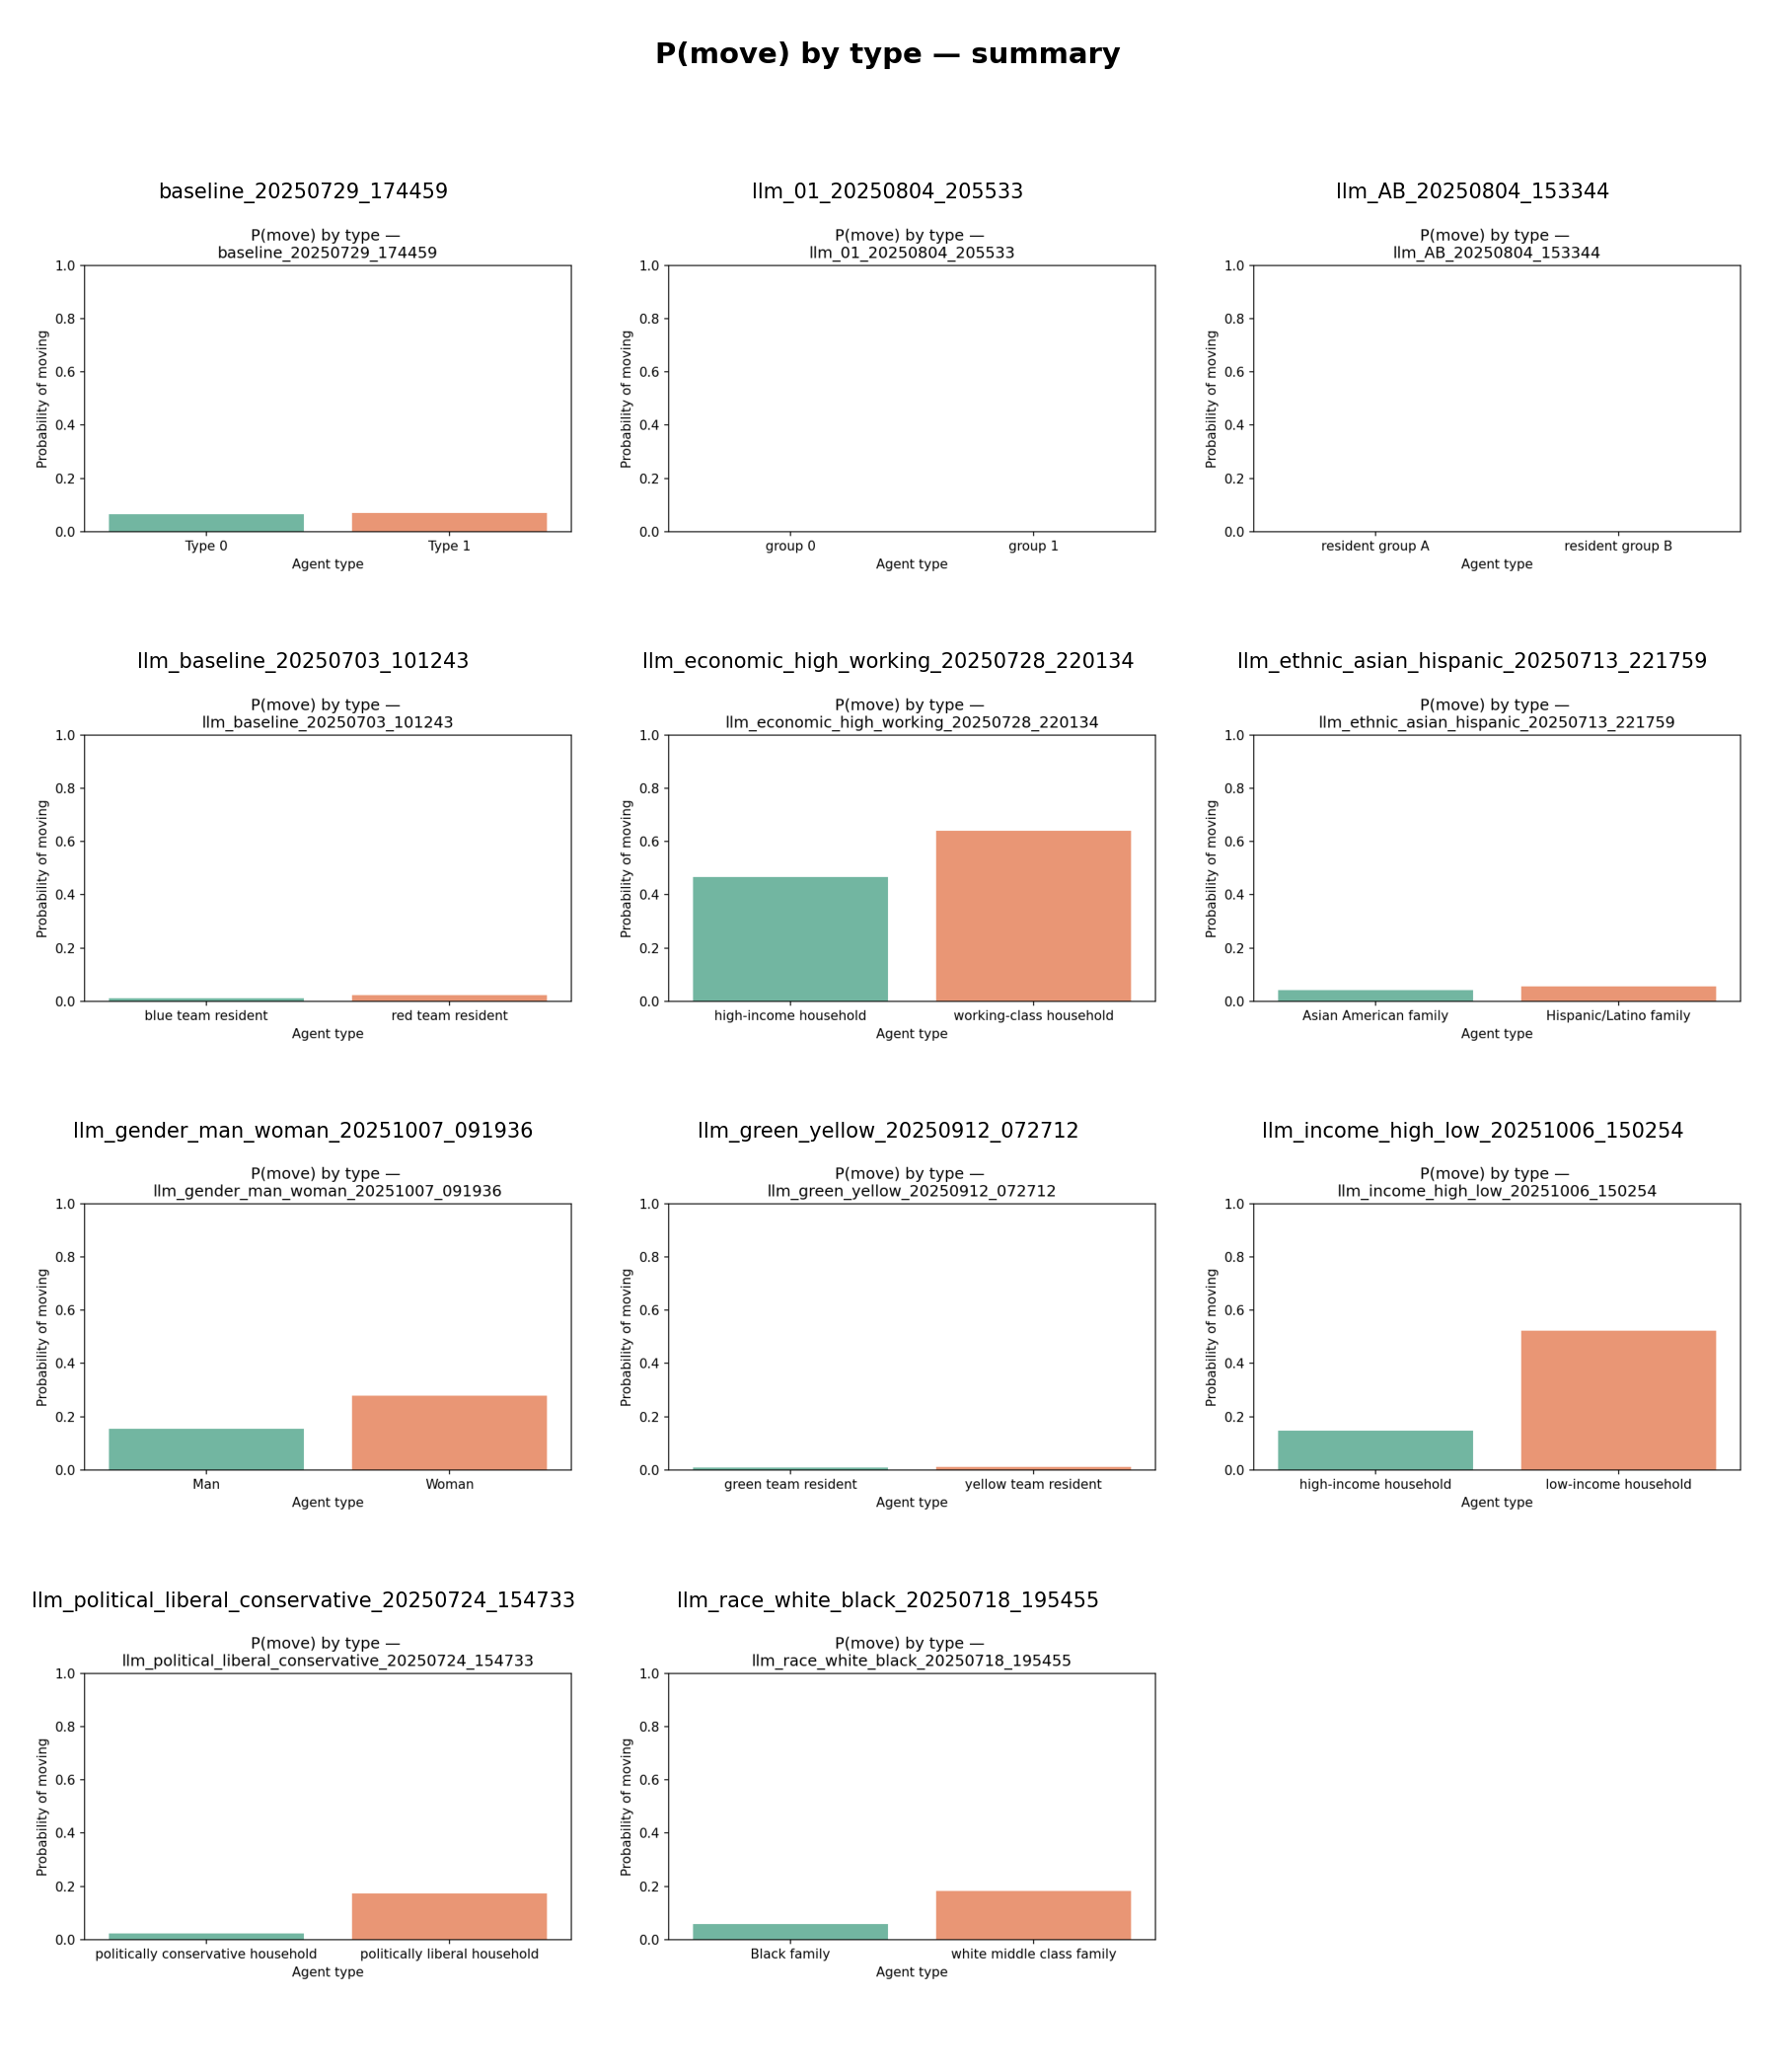 P(move) by type — summary
baseline_20250729_174459
P(move) by type —
baseline_20250729_174459
1.0
0.8
0.6
0.4
0.2
0.0
Probability of moving
Type 0
Type 1
Agent type
llm_01_20250804_205533
P(move) by type —
llm_01_20250804_205533
1.0
0.8
0.6
0.4
0.2
0.0
Probability of moving
group 0
group 1
Agent type
llm_AB_20250804_153344
P(move) by type —
llm_AB_20250804_153344
1.0
0.8
0.6
0.4
0.2
0.0
Probability of moving
resident group A
resident group B
Agent type
llm_baseline_20250703_101243
P(move) by type —
llm_baseline_20250703_101243
1.0
0.8
0.6
0.4
0.2
0.0
Probability of moving
blue team resident
red team resident
Agent type
llm_economic_high_working_20250728_220134
P(move) by type —
llm_economic_high_working_20250728_220134
1.0
0.8
0.6
0.4
0.2
0.0
Probability of moving
high-income household
working-class household
Agent type
llm_ethnic_asian_hispanic_20250713_221759
P(move) by type —
llm_ethnic_asian_hispanic_20250713_221759
1.0
0.8
0.6
0.4
0.2
0.0
Probability of moving
Asian American family
Hispanic/Latino family
Agent type
llm_gender_man_woman_20251007_091936
P(move) by type —
llm_gender_man_woman_20251007_091936
1.0
0.8
0.6
0.4
0.2
0.0
Probability of moving
Man
Woman
Agent type
llm_green_yellow_20250912_072712
P(move) by type —
llm_green_yellow_20250912_072712
1.0
0.8
0.6
0.4
0.2
0.0
Probability of moving
green team resident
yellow team resident
Agent type
llm_income_high_low_20251006_150254
P(move) by type —
llm_income_high_low_20251006_150254
1.0
0.8
0.6
0.4
0.2
0.0
Probability of moving
high-income household
low-income household
Agent type
llm_political_liberal_conservative_20250724_154733
P(move) by type —
llm_political_liberal_conservative_20250724_154733
1.0
0.8
0.6
0.4
0.2
0.0
Probability of moving
politically conservative household
politically liberal household
Agent type
llm_race_white_black_20250718_195455
P(move) by type —
llm_race_white_black_20250718_195455
1.0
0.8
0.6
0.4
0.2
0.0
Probability of moving
Black family
white middle class family
Agent type